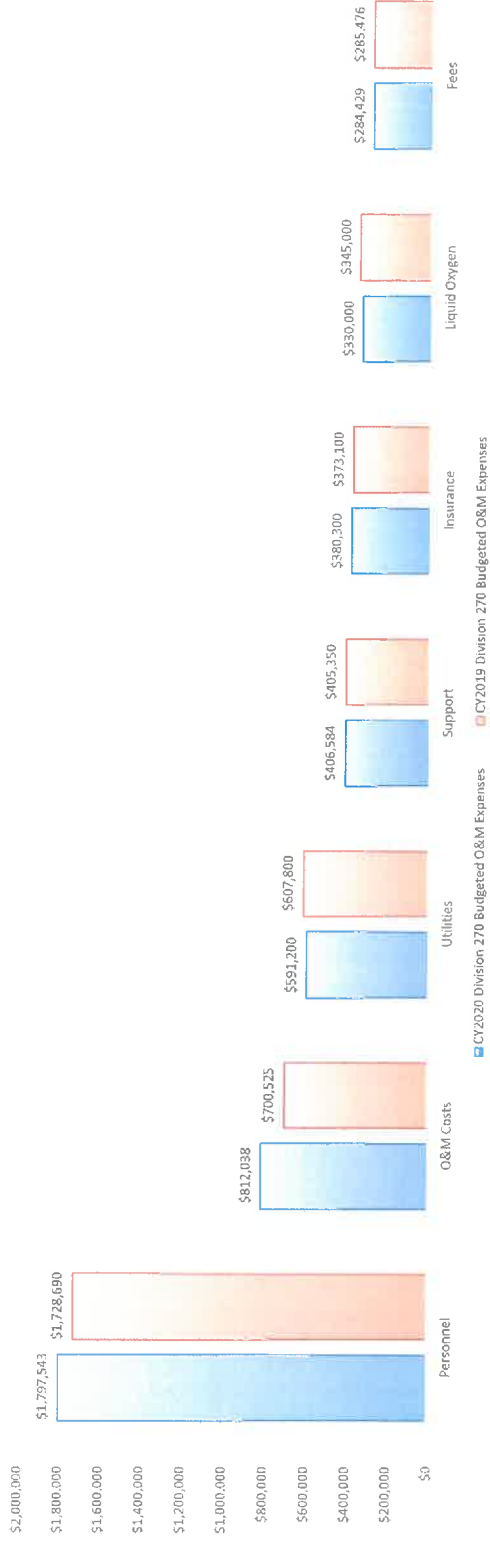 $2,000,000
$1,800,000
$1,600,000
$1,400,000
$1,200,000
$1,000,000
$800,000
$600,000
$400,000
$200,000
$0
$1,797,543
$1,728,690
Personnel
$812,038
$700,525
O&M Costs
$591,200
$607,800
Utilities
$406,584
$405,350
Support
$380,300
$373,100
Insurance
$330,000
$345,000
Liquid Oxygen
$284,429
$285,476
Fees
CY2020 Division 270 Budgeted O&M Expenses
CY2019 Division 270 Budgeted O&M Expenses